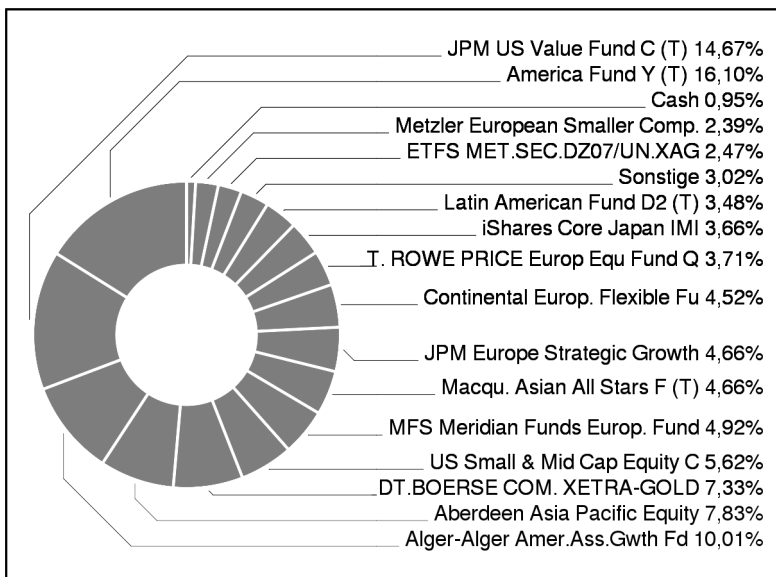 JPM US Value Fund C (T) 14,67%
America Fund Y (T) 16,10%
Cash 0,95%
Metzler European Smaller Comp. 2,39%
ETFS MET.SEC.DZ07/UN.XAG 2,47%
Sonstige 3,02%
Latin American Fund D2 (T) 3,48%
iShares Core Japan IMI 3,66%
T. ROWE PRICE Europ Equ Fund Q 3,71%
Continental Europ. Flexible Fu 4,52%
JPM Europe Strategic Growth 4,66%
Macqu. Asian All Stars F (T) 4,66%
MFS Meridian Funds Europ. Fund 4,92%
US Small & Mid Cap Equity C 5,62%
DT.BOERSE COM. XETRA-GOLD 7,33%
Aberdeen Asia Pacific Equity 7,83%
Alger-Alger Amer.Ass.Gwth Fd 10,01%